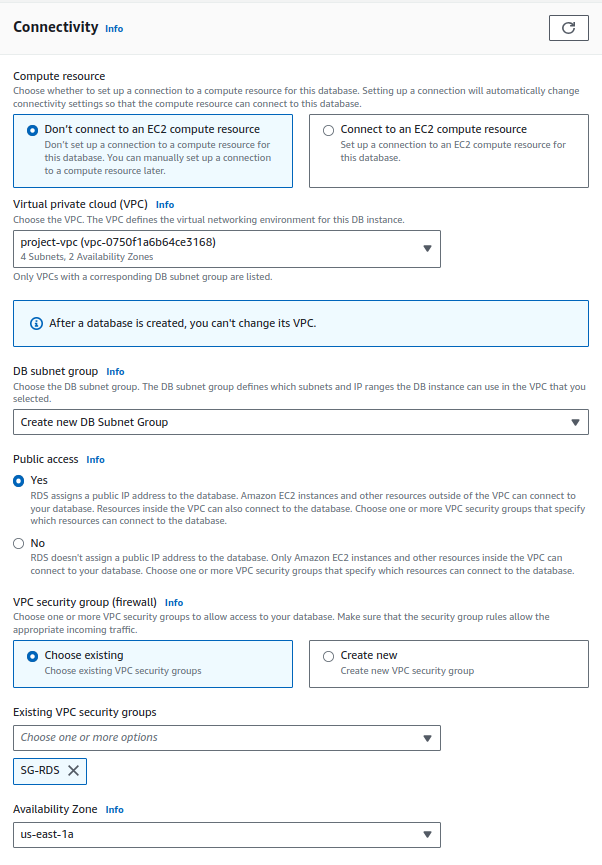 Connectivity Info
Compute resource
Choose whether to set up a connection to a compute resource for this database. Setting up a connection will automatically change
connectivity settings so that the compute resource can connect to this database.
Don't connect to an EC2 compute resource
Don't set up a connection to a compute resource for
this database. You can manually set up a connection
to a compute resource later.
Connect to an EC2 compute resource
Set up a connection to an EC2 compute resource for
this database.
Virtual private cloud (VPC) Info
Choose the VPC. The VPC defines the virtual networking environment for this DB instance.
project-vpc (vpc-0750f1a6b64ce3168)
4 Subnets, 2 Availability Zones
Only VPCs with a corresponding DB subnet group are listed.
After a database is created, you can't change its VPC.
DB subnet group Info
Choose the DB subnet group. The DB subnet group defines which subnets and IP ranges the DB instance can use in the VPC that you
selected.
Create new DB Subnet Group
Public access Info
Yes
RDS assigns a public IP address to the database. Amazon EC2 instances and other resources outside of the VPC can connect to
your database. Resources inside the VPC can also connect to the database. Choose one or more VPC security groups that specify
which resources can connect to the database.
No
RDS doesn't assign a public IP address to the database. Only Amazon EC2 instances and other resources inside the VPC can
connect to your database. Choose one or more VPC security groups that specify which resources can connect to the database.
VPC security group (firewall) Info
Choose one or more VPC security groups to allow access to your database. Make sure that the security group rules allow the
appropriate incoming traffic.
Choose existing
Choose existing VPC security groups
Create new
Create new VPC security group
Existing VPC security groups
Choose one or more options
SG-RDS
Availability Zone Info
us-east-1a